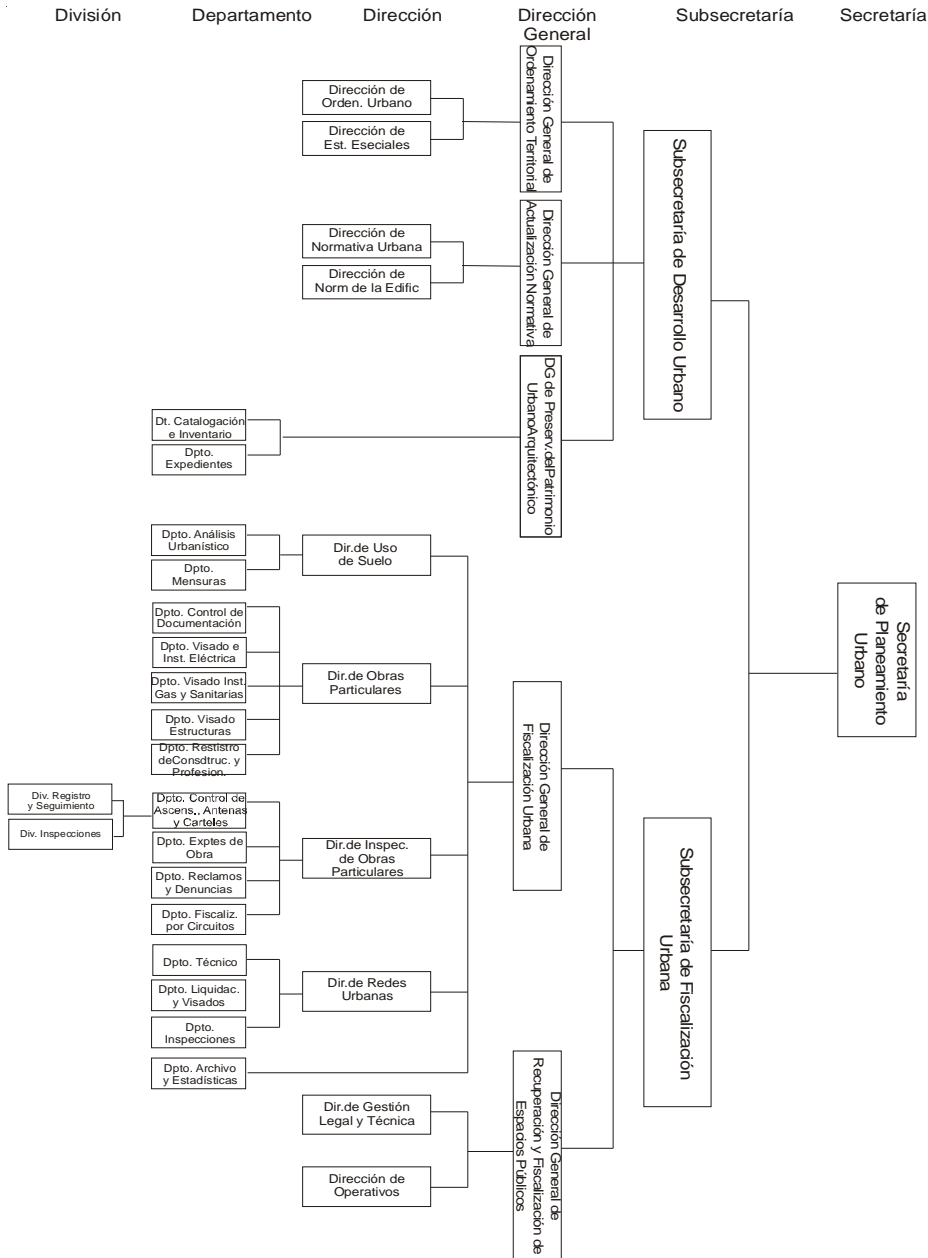 División
Departamento
Dirección
Dirección
General
Subsecretaría
Secretaría
Dirección de
Orden. Urbano
Dirección de
Est. Eseciales
Dirección General de
Ordenamiento Territorial
Dirección de
Normativa Urbana
Dirección de
Norm de la Edific
Dirección General de
Actualización Normativa
Subsecretaría de Desarrollo Urbano
Dt. Catalogación
e Inventario
Dpto.
Expedientes
DG de Preserv.delPatrimonio
UrbanoArquitectónico
Dpto. Análisis
Urbanístico
Dpto.
Mensuras
Dir.de Uso
de Suelo
Dpto. Control de
Documentación
Dpto. Visado e
Inst. Eléctrica
Dpto. Visado Inst.
Gas y Sanitarias
Dpto. Visado
Estructuras
Dpto. Restistro
deConsdtruc. y
Profesion.
Dir.de Obras
Particulares
Dirección General de
Fiscalización Urbana
Secretaría
de Planeamiento
Urbano
Div. Registro
y Seguimiento
Div. Inspecciones
Dpto. Control de
Ascens., Antenas
y Carteles
Dpto. Exptes de
Obra
Dpto. Reclamos
y Denuncias
Dpto. Fiscaliz.
por Circuitos
Dir.de Inspec.
de Obras
Particulares
Subsecretaría de Fiscalización
Urbana
Dpto. Técnico
Dpto. Liquidac.
y Visados
Dpto.
Inspecciones
Dir.de Redes
Urbanas
Dpto. Archivo
y Estadísticas
Dir.de Gestión
Legal y Técnica
Dirección de
Operativos
Dirección General de
Recuperación y Fiscalización de
Espacios Públicos